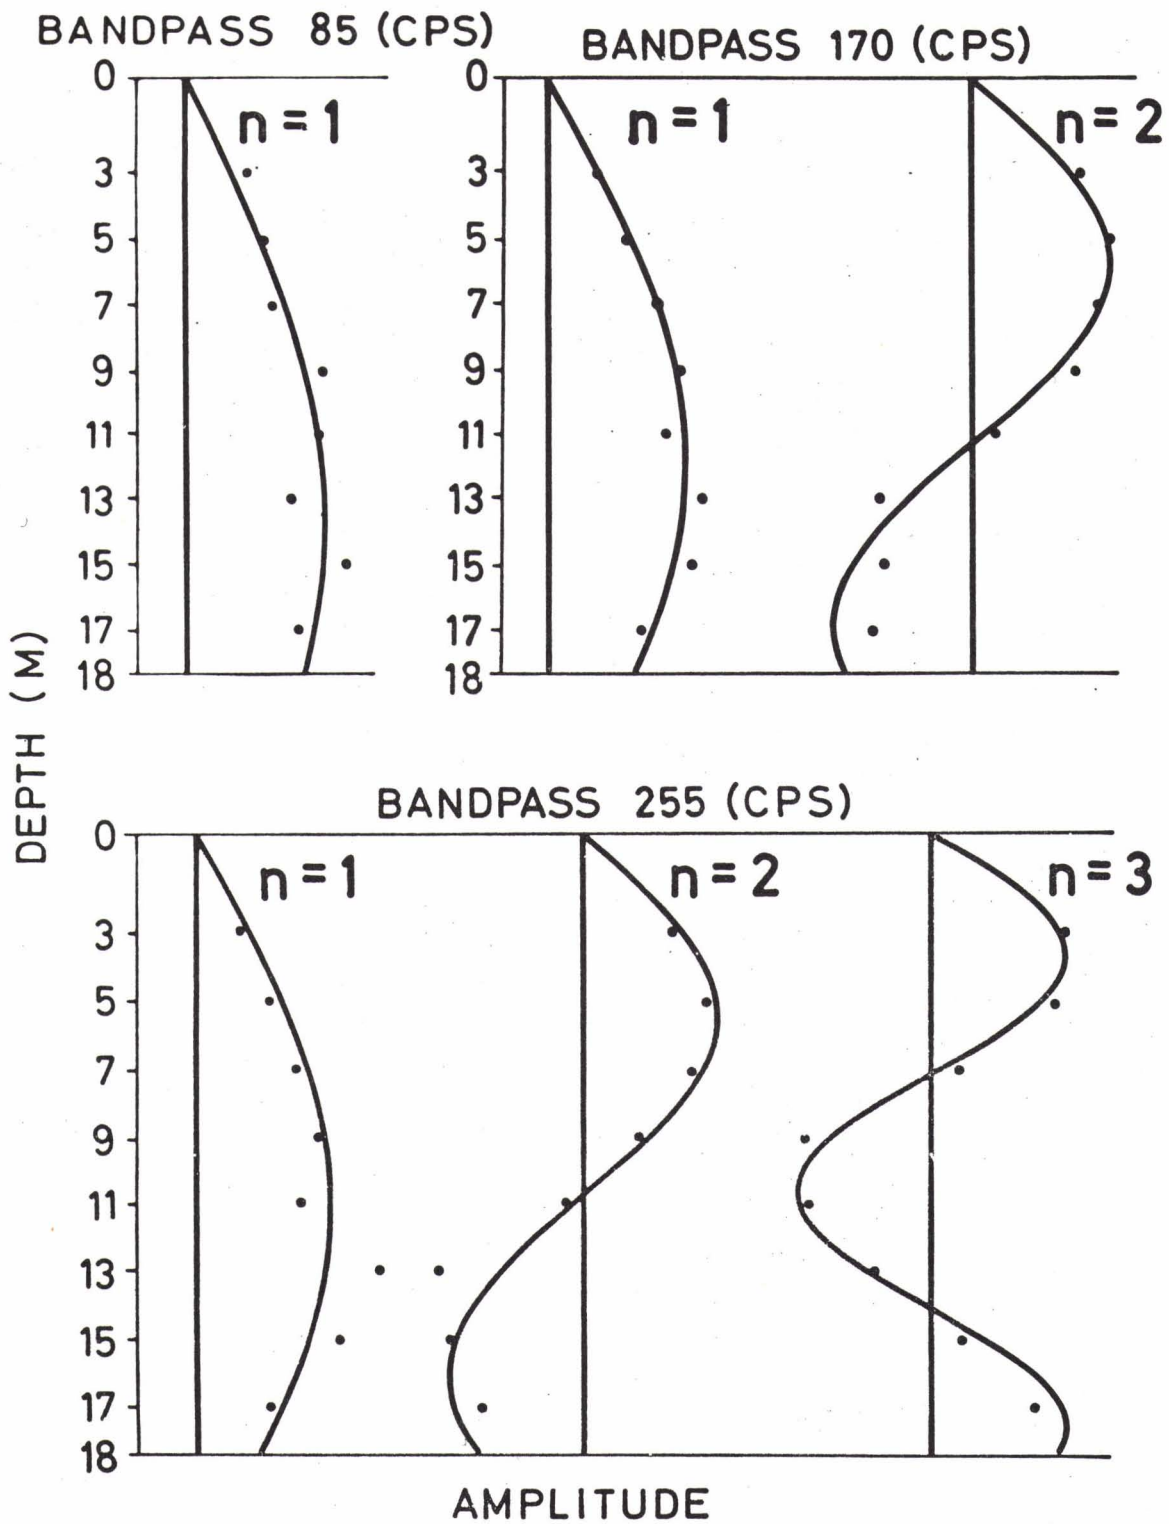 BANDPASS 85 (CPS)
BANDPASS 170 (CPS)
0
3
5
7
9
11
13
15
17
18
n=1
0
3
5
7
9
11
13
15
17
18
n=1
n=2
DEPTH (M)
BANDPASS 255 (CPS)
0
3
5
7
9
11
13
15
17
18
n=1
n=2
n=3
AMPLITUDE